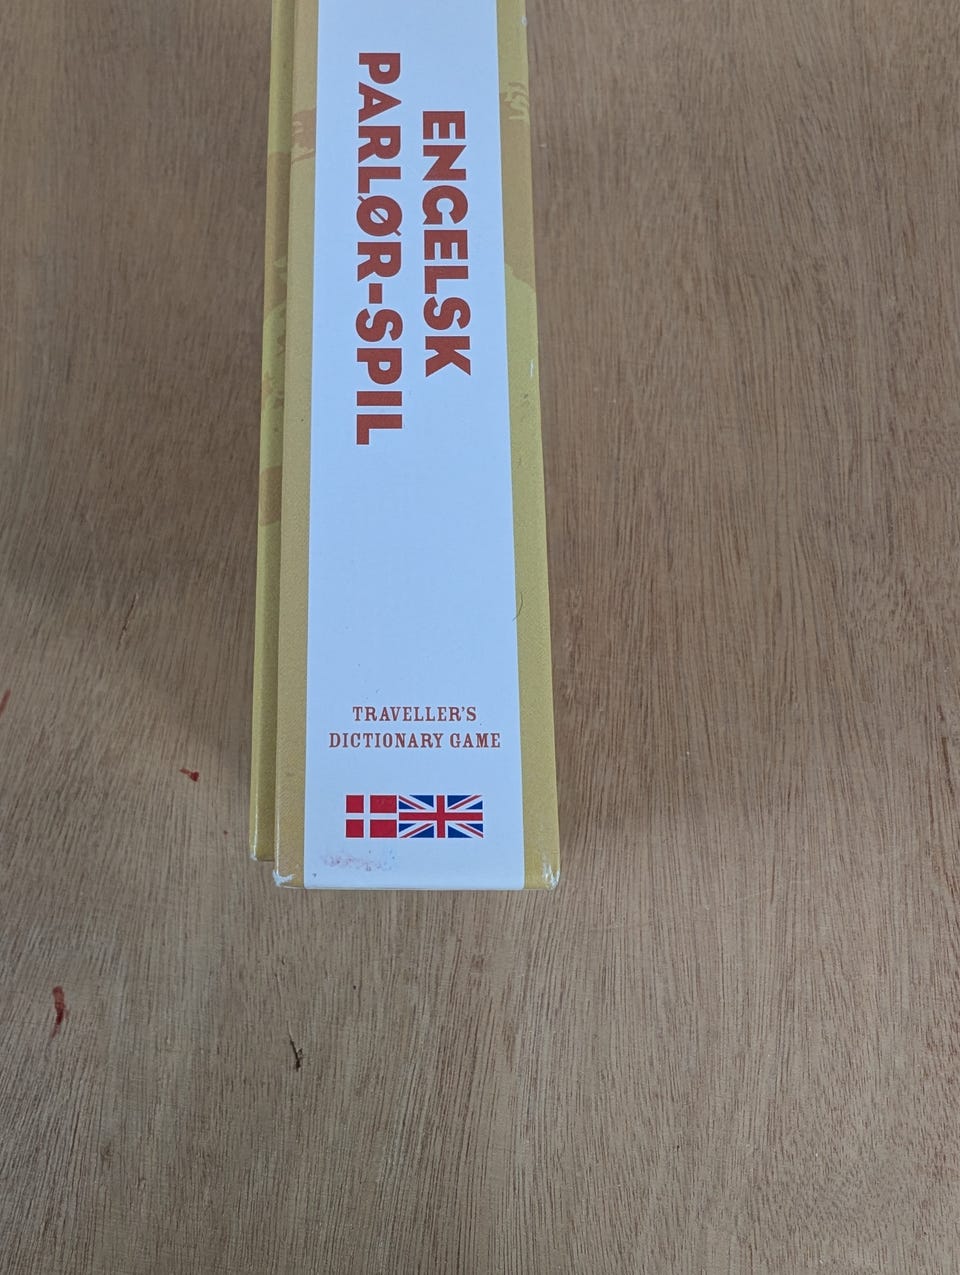 ENGELSK
PARLØR-SPIL
TRAVELLER'S
DICTIONARY GAME